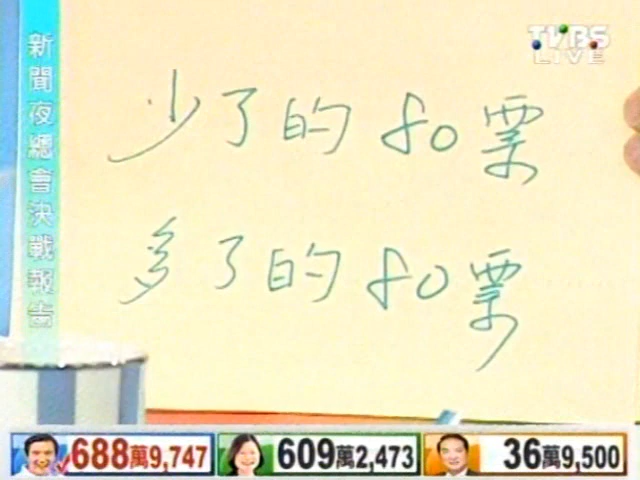 TVBS
LIVE
新聞夜總會決戰報告
少了的 80票
多了的 80票
688萬9,747
609萬2,473
36萬9,500